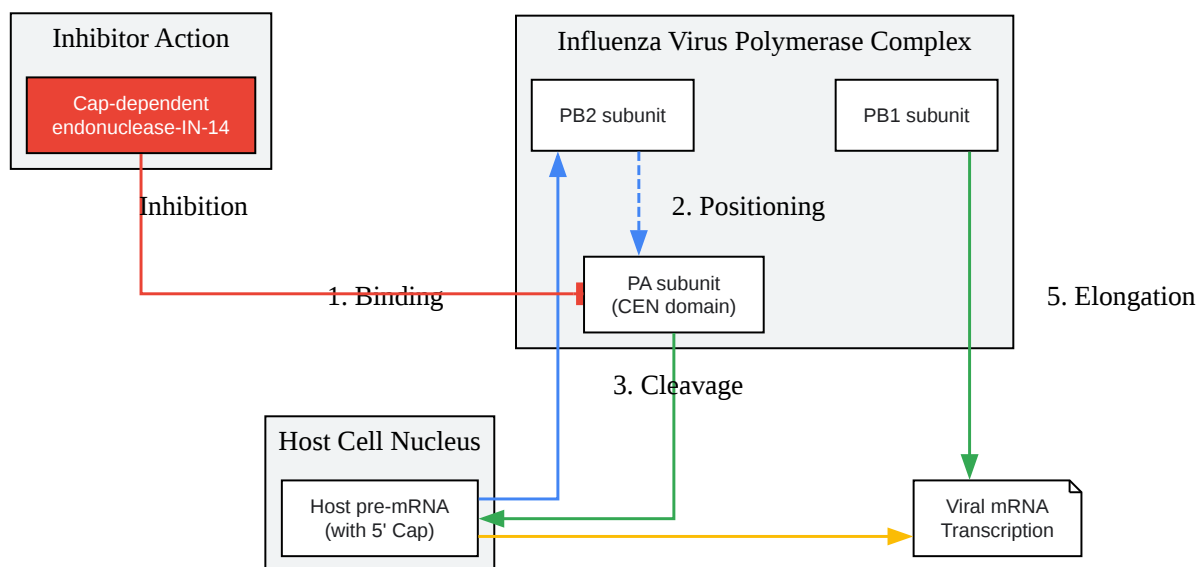 Inhibitor Action
Cap-dependent
endonuclease-IN-14
Inhibition
Influenza Virus Polymerase Complex
PB2 subunit
PB1 subunit
2. Positioning
1. Binding
PA subunit
(CEN domain)
5. Elongation
3. Cleavage
Host Cell Nucleus
Host pre-mRNA
(with 5' Cap)
Viral mRNA
Transcription